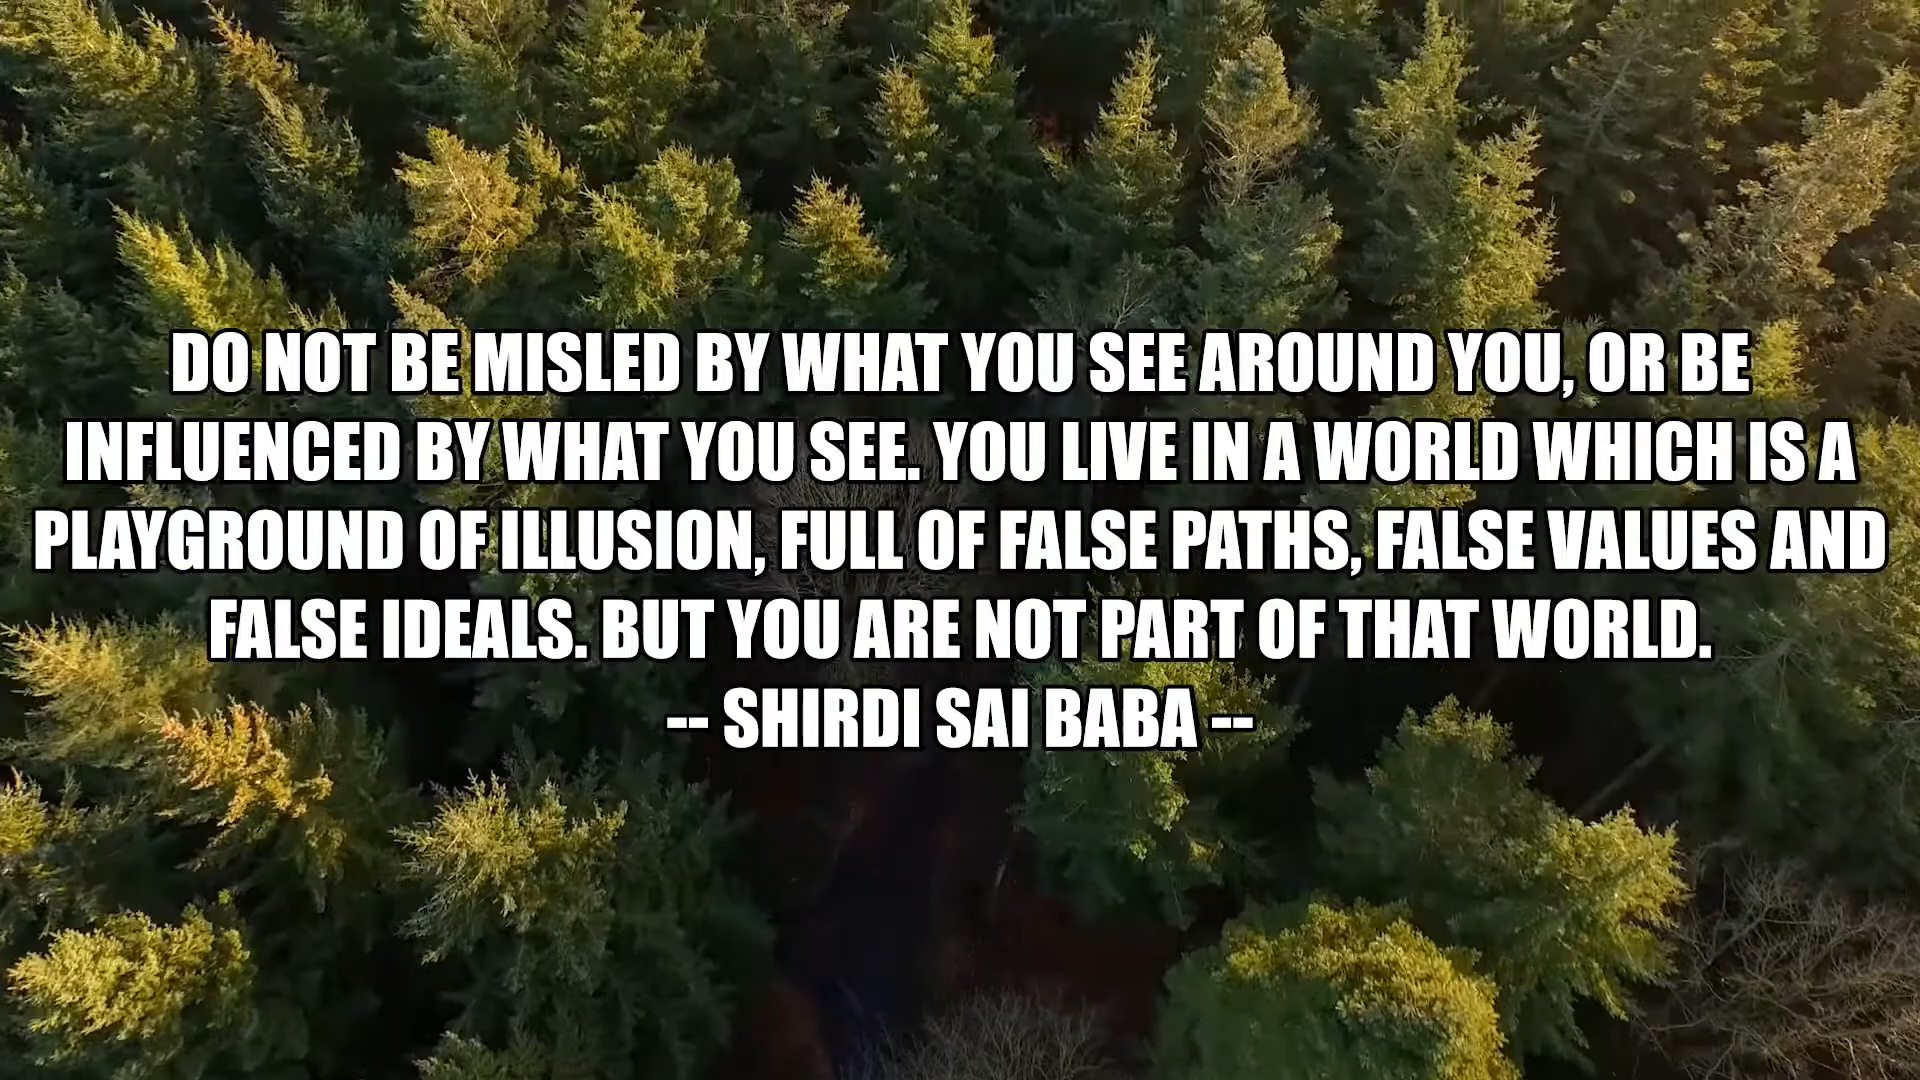 DO NOT BE MISLED BY WHAT YOU SEE AROUND YOU, OR BE
INFLUENCED BY WHAT YOU SEE. YOU LIVE IN A WORLD WHICH IS A
PLAYGROUND OF ILLUSION, FULL OF FALSE PATHS, FALSE VALUES AND
FALSE IDEALS. BUT YOU ARE NOT PART OF THAT WORLD.
-- SHIRDI SAI BABA --